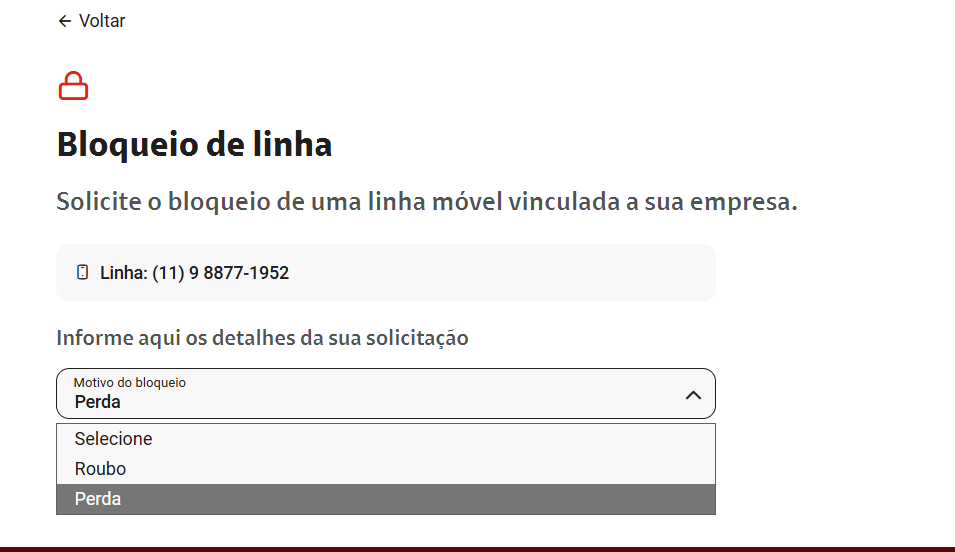 ← Voltar
Bloqueio de linha
Solicite o bloqueio de uma linha móvel vinculada a sua empresa.
Linha: (11) 9 8877-1952
Informe aqui os detalhes da sua solicitação
Motivo do bloqueio
Perda
Selecione
Roubo
Perda